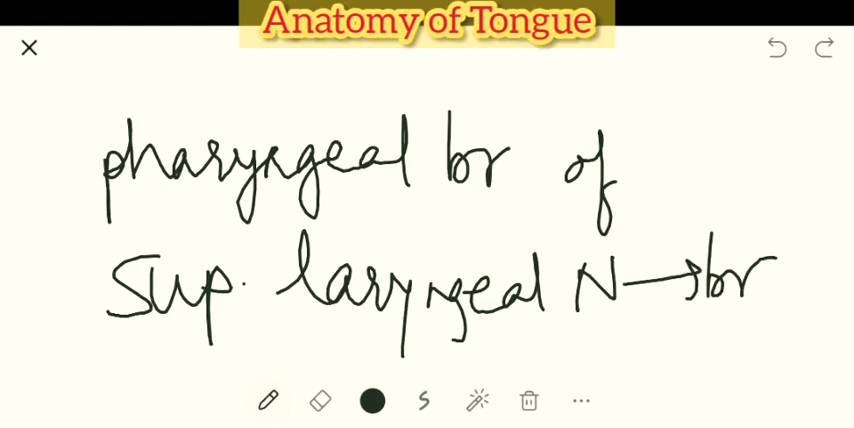 Anatomy of Tongue
pharyngeal br of
Sup. laryngeal N→br